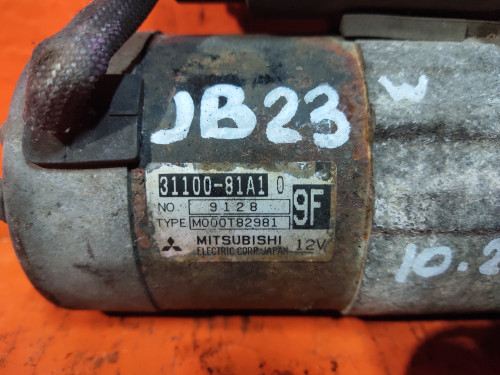 JB23 W
31100-81A1 0
NO. 9128
TYPE M000T82981 9F
MITSUBISHI
ELECTRIC CORP. JAPAN 12V
10.2